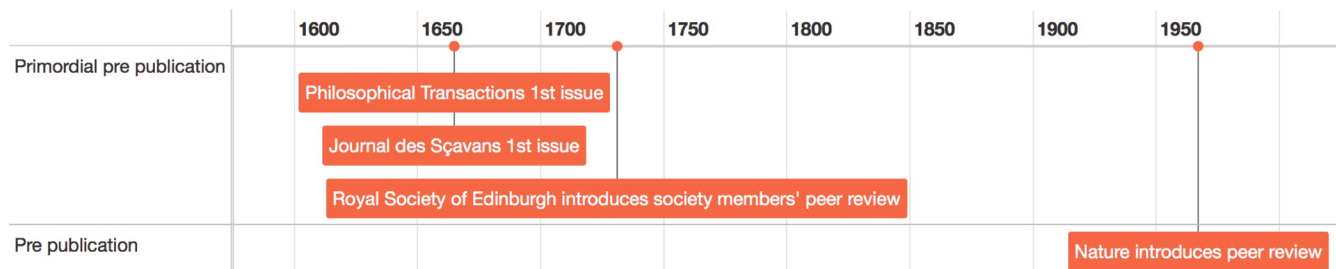 1600 1650 1700 1750 1800 1850 1900 1950
Primordial pre publication
Philosophical Transactions 1st issue
Journal des Sçavans 1st issue
Royal Society of Edinburgh introduces society members' peer review
Pre publication
Nature introduces peer review